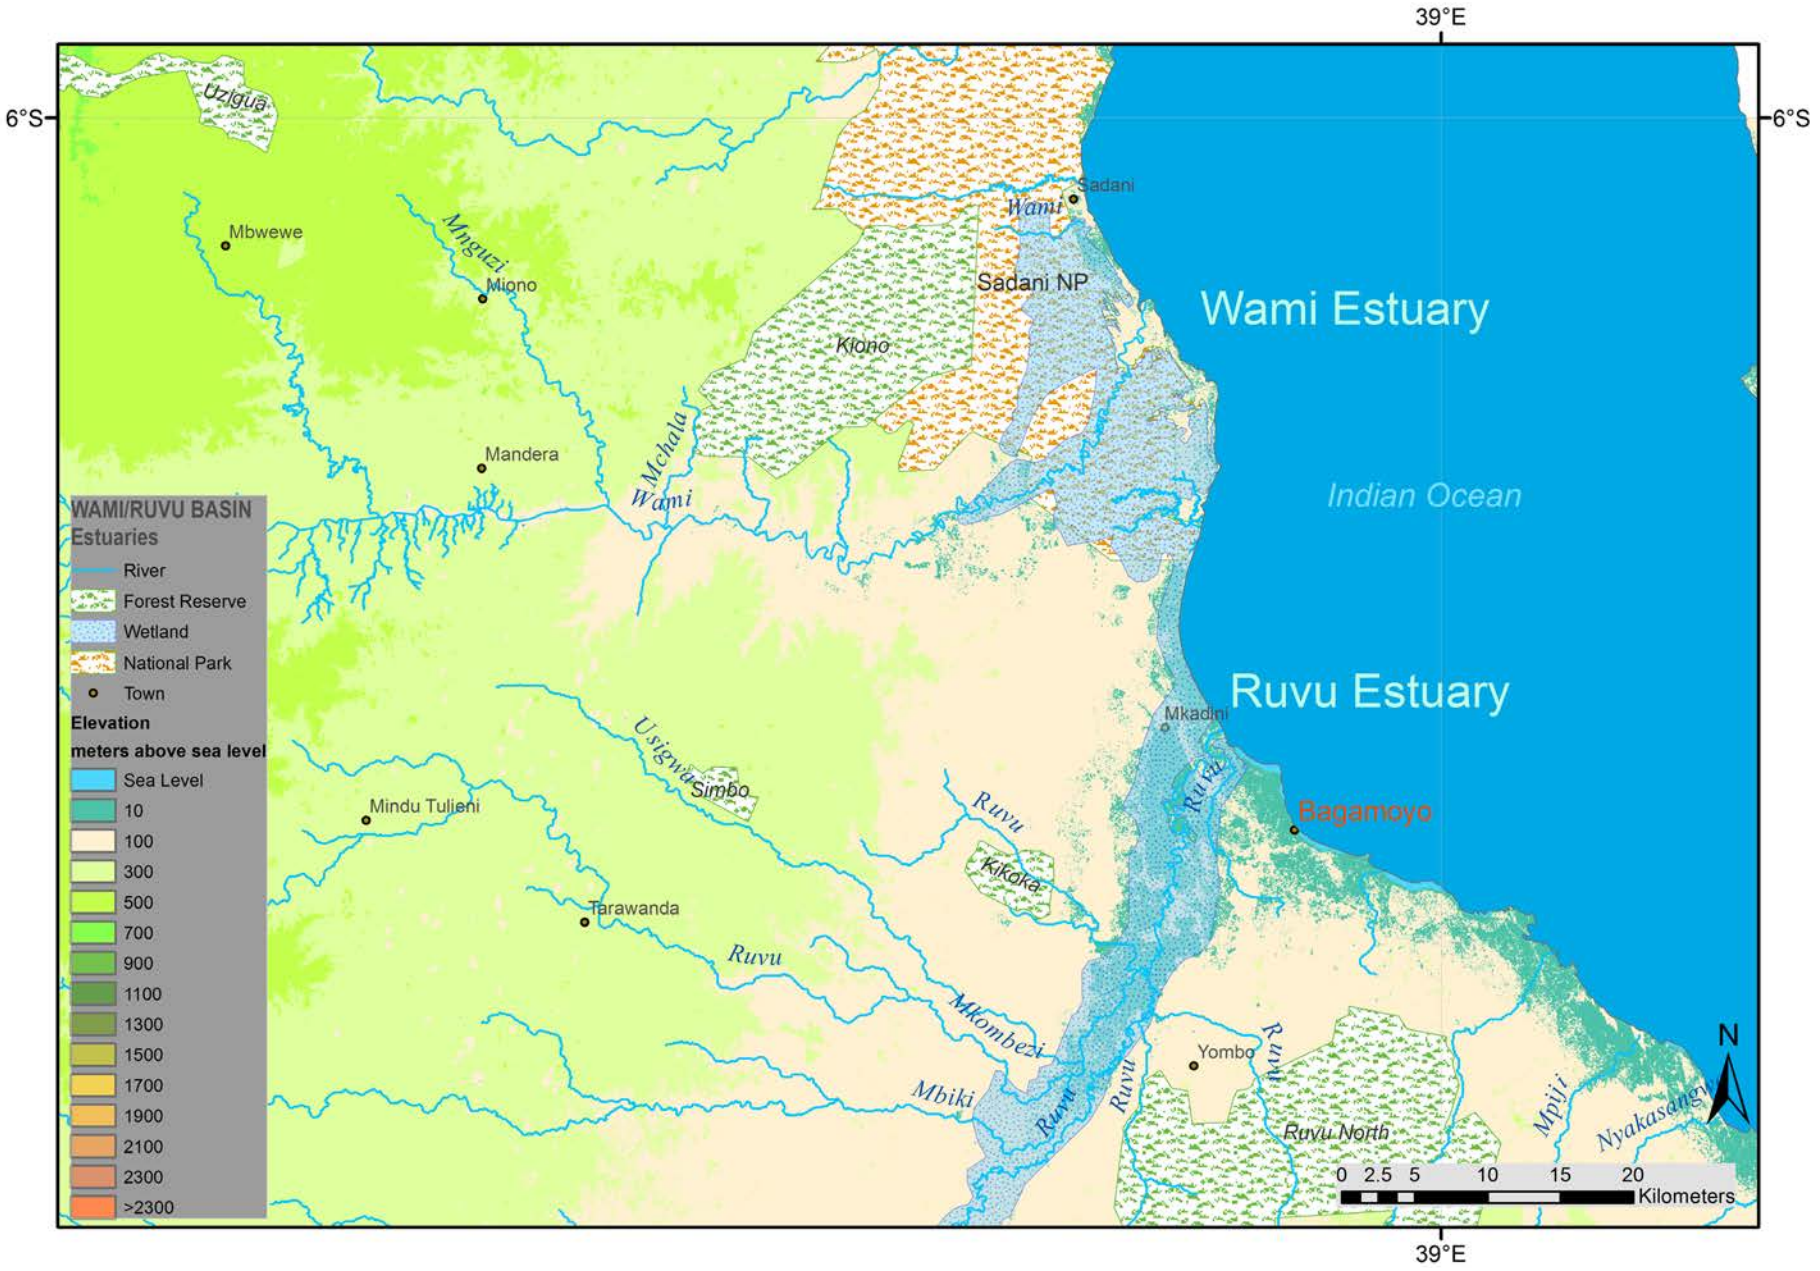 39°E
6°S
6°S
Uzigua
Sadani
Wami
Mbwewe
Mnguzi
Miono
Sadani NP
Wami Estuary
Kiono
Mchala
Mandera
Wami
Indian Ocean
WAMI/RUVU BASIN
Estuaries
River
Forest Reserve
Wetland
National Park
Town
Elevation
meters above sea level
Sea Level
10
100
300
500
700
900
1100
1300
1500
1700
1900
2100
2300
>2300
Ruvu Estuary
Mkadini
Usigwa
Simbo
Ruvu
Mindu Tulieni
Ruvu
Bagamoyo
Kikoka
Tarawanda
Ruvu
Mkombezi
Mbiki
Ruvu
Ruvu
Yombo
Ruvu
Ruvu North
Mpiji
N
0 2.5 5 10 15 20
Kilometers
39°E